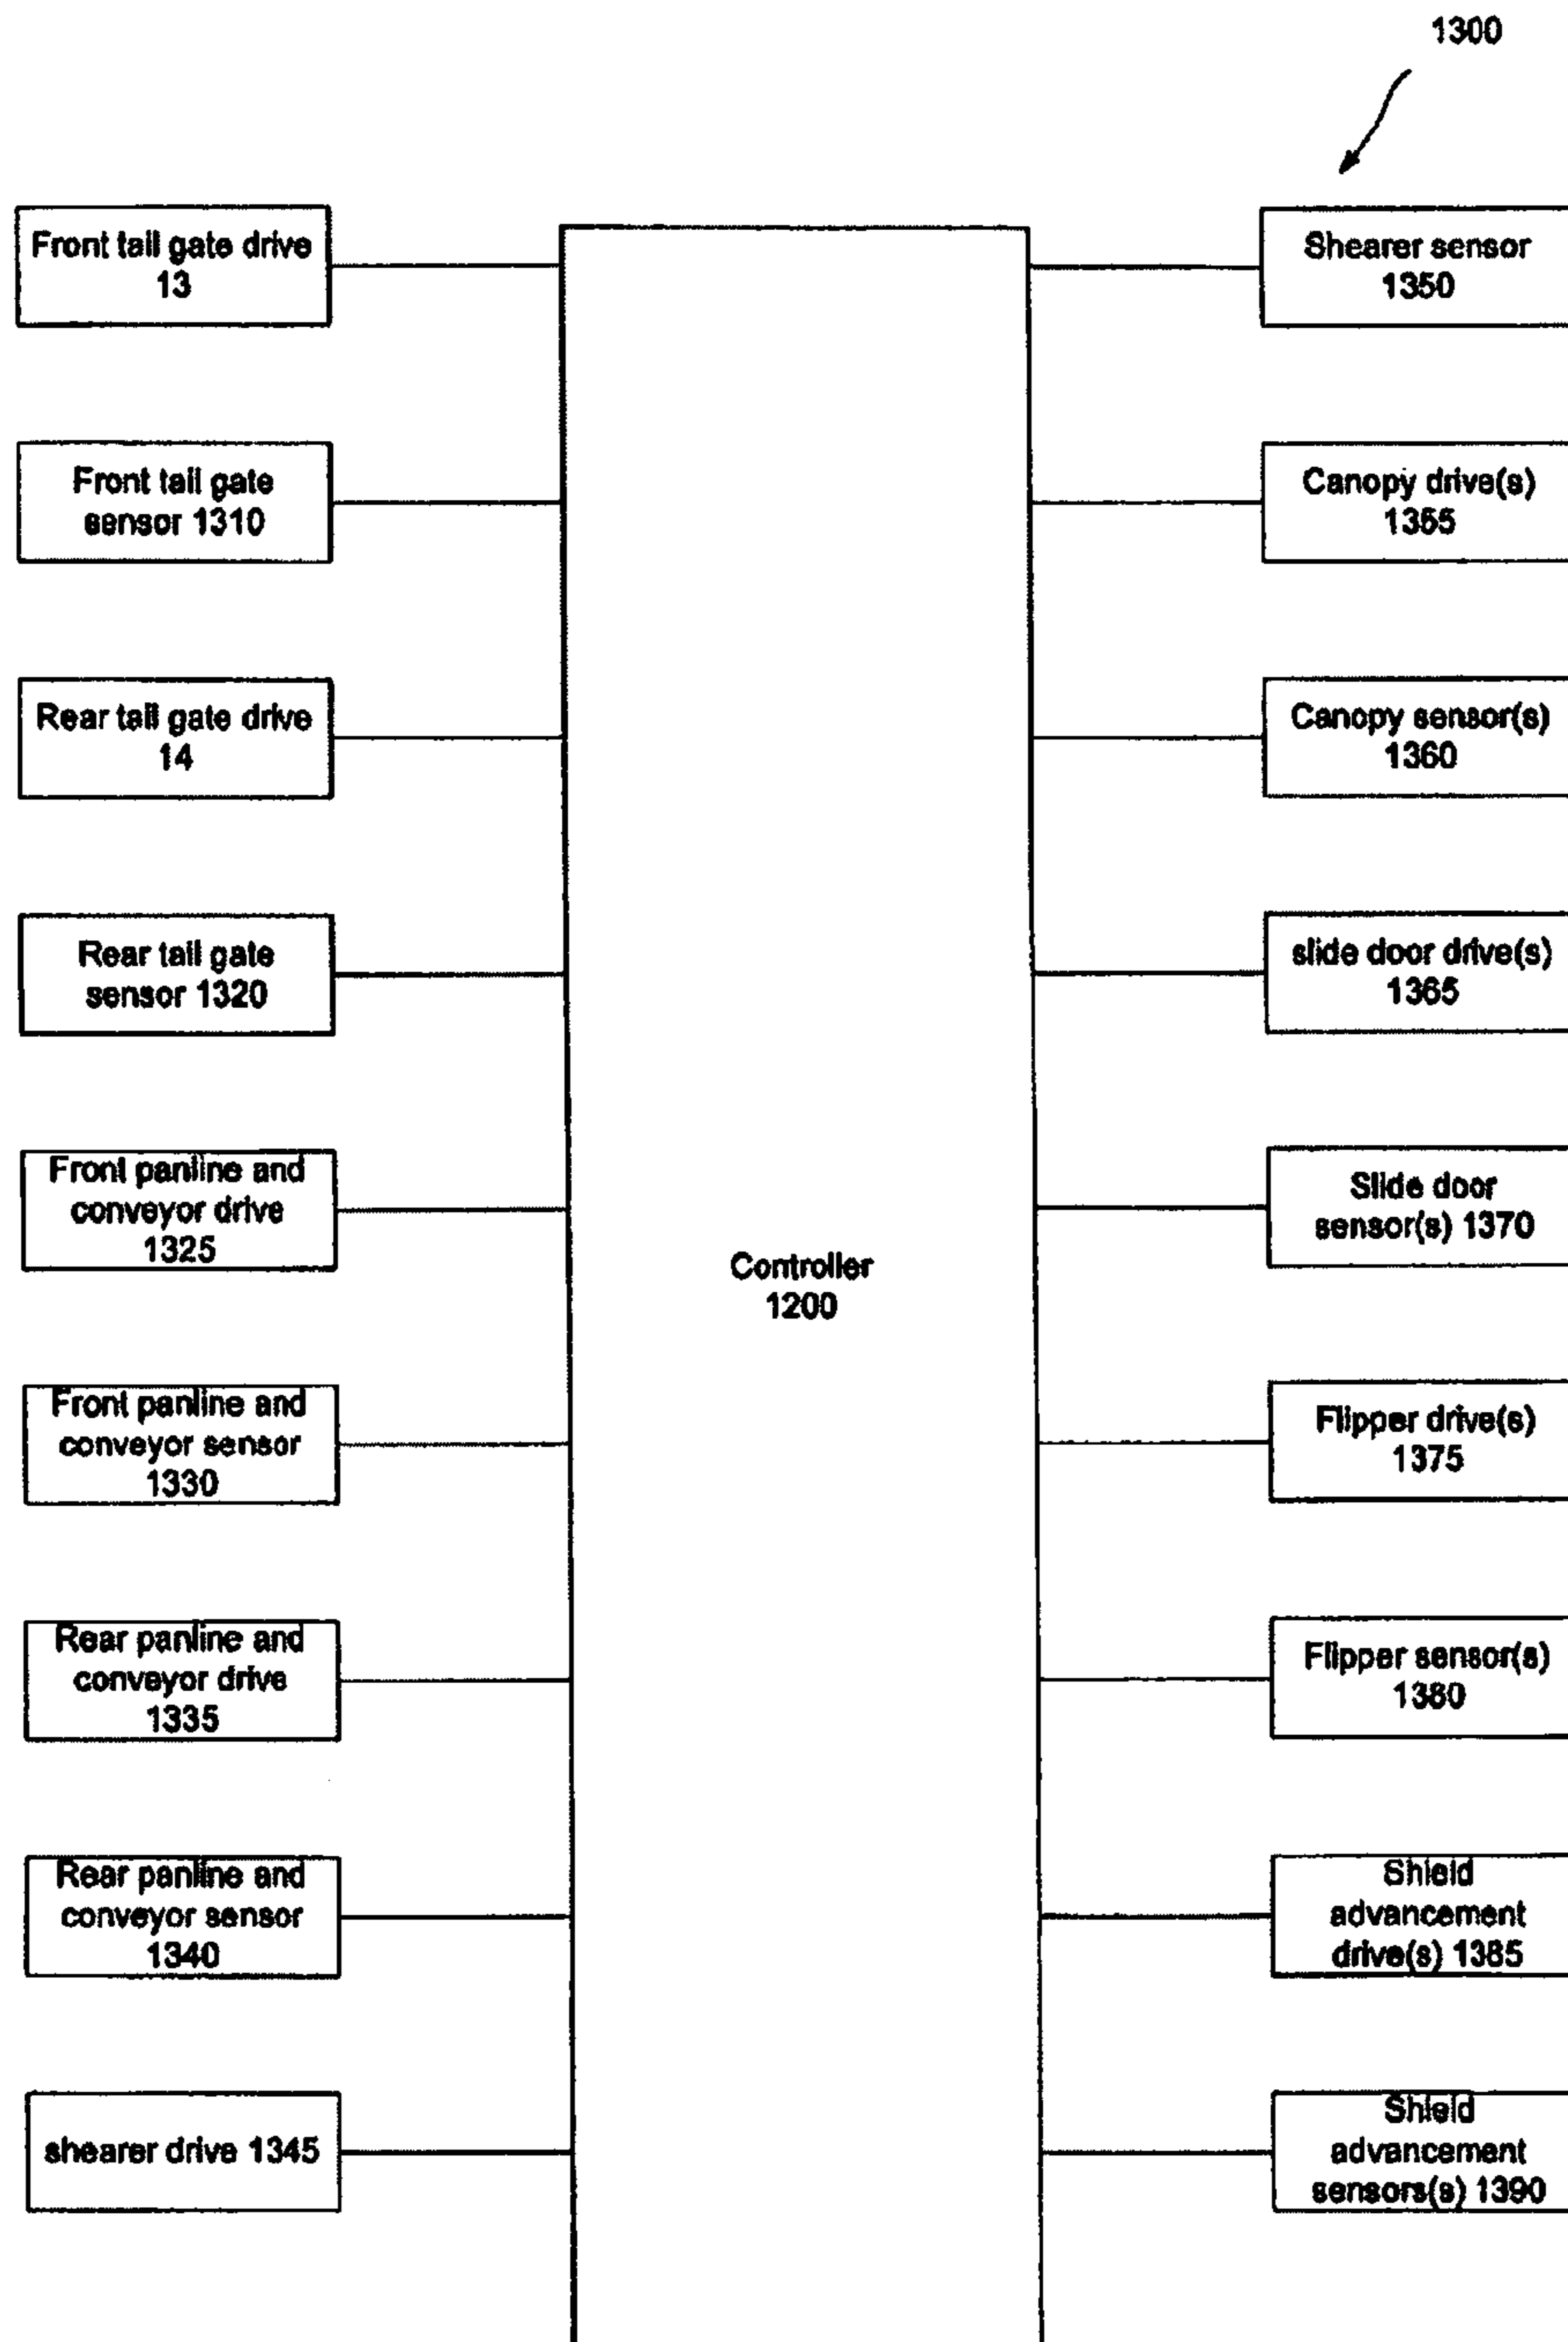 1300
Front tail gate drive
13
Front tail gate
sensor 1310
Rear tail gate drive
14
Rear tail gate
sensor 1320
Front panline and
conveyor drive
1325
Front panline and
conveyor sensor
1330
Rear panline and
conveyor drive
1335
Rear panline and
conveyor sensor
1340
shearer drive 1345
Controller
1200
Shearer sensor
1350
Canopy drive(s)
1355
Canopy sensor(s)
1360
slide door drive(s)
1365
Slide door
sensor(s) 1370
Flipper drive(s)
1375
Flipper sensor(s)
1380
Shield
advancement
drive(s) 1385
Shield
advancement
sensors(s) 1390